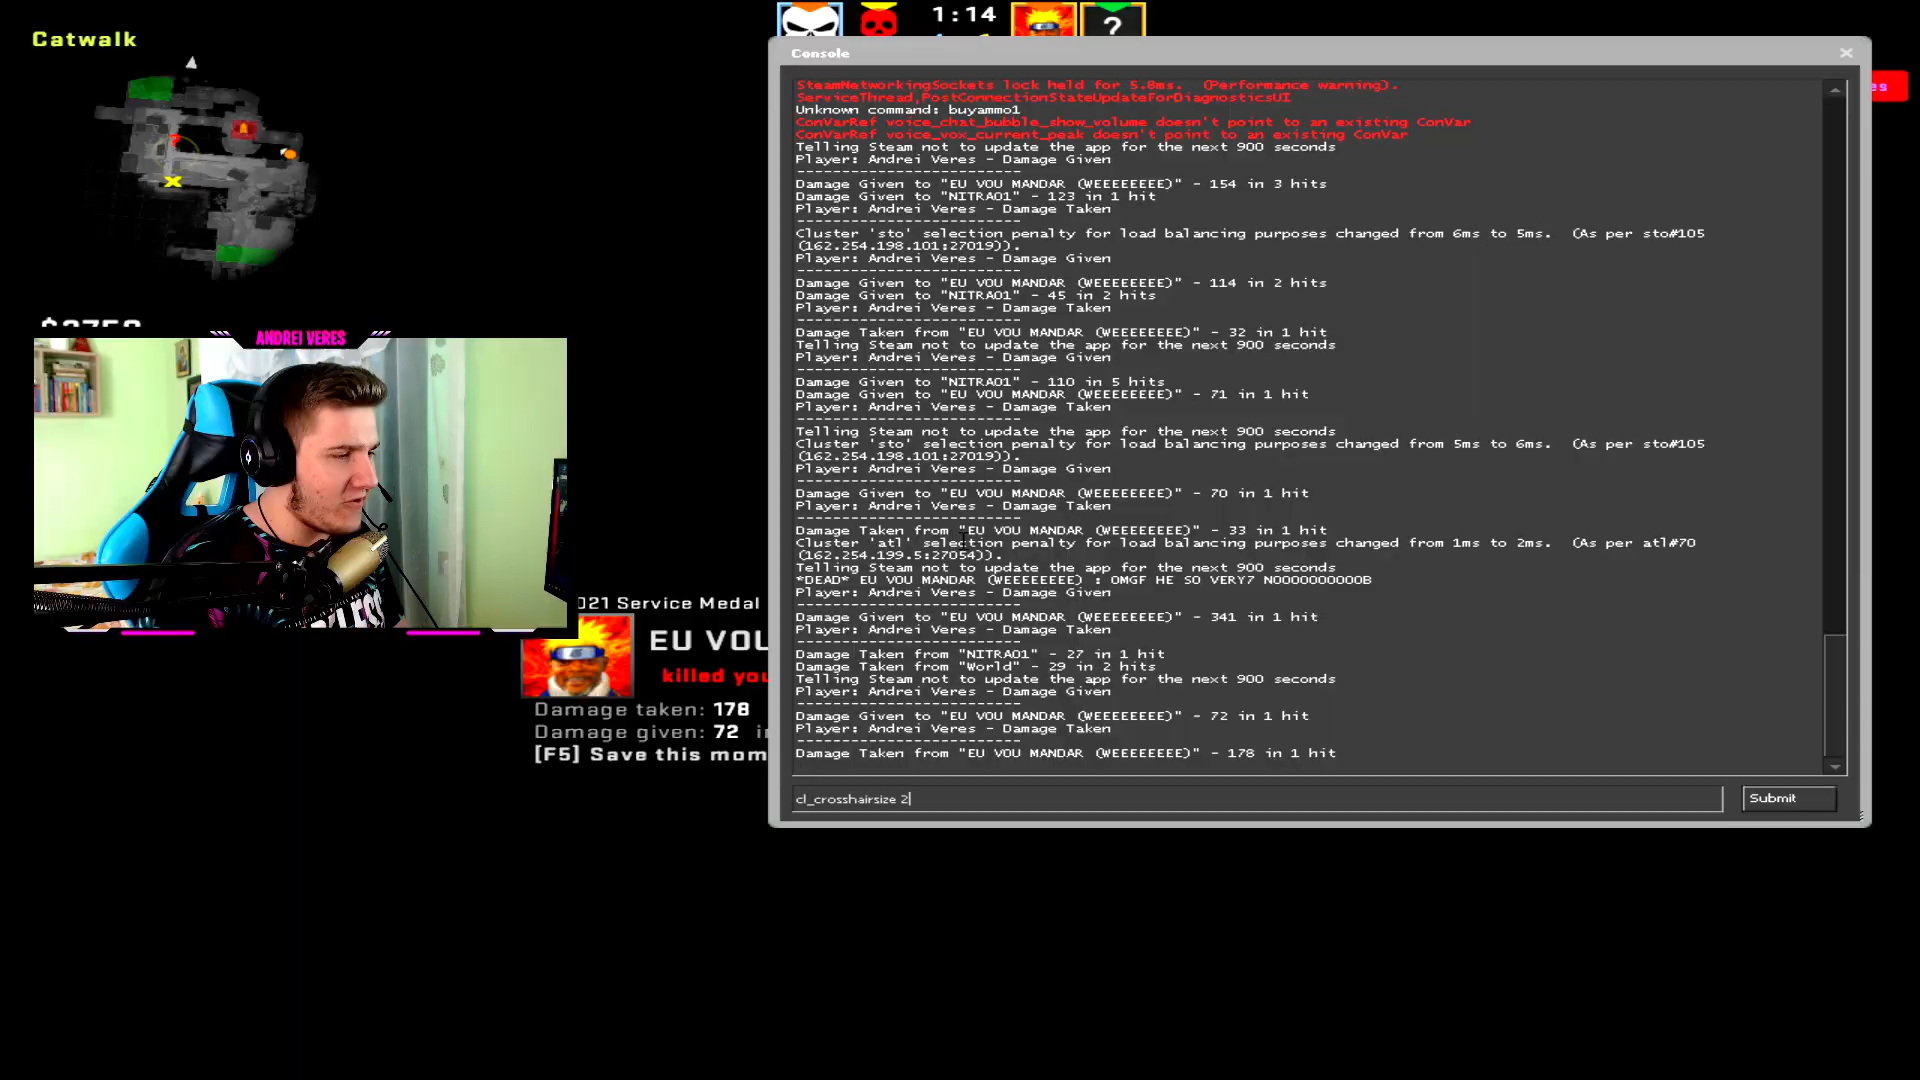 Catwalk
1:14
?
Console
SteamNetworkingSockets lock held for 5.8ms.  (Performance warning).
ServiceThread,PostConnectionStateUpdateForDiagnosticsUI
Unknown command: buyammo1
ConVarRef voice_chat_bubble_show_volume doesn't point to an existing ConVar
ConVarRef voice_vox_current_peak doesn't point to an existing ConVar
Telling Steam not to update the app for the next 900 seconds
Player: Andrei Veres - Damage Given
-------------------------
Damage Given to "EU VOU MANDAR (WEEEEEEEE)" - 154 in 3 hits
Damage Given to "NITRA01" - 123 in 1 hit
Player: Andrei Veres - Damage Taken
-------------------------
Cluster 'sto' selection penalty for load balancing purposes changed from 6ms to 5ms.  (As per sto#105
(162.254.198.101:27019)).
Player: Andrei Veres - Damage Given
-------------------------
Damage Given to "EU VOU MANDAR (WEEEEEEEE)" - 114 in 2 hits
Damage Given to "NITRA01" - 45 in 2 hits
Player: Andrei Veres - Damage Taken
-------------------------
Damage Taken from "EU VOU MANDAR (WEEEEEEEE)" - 32 in 1 hit
Telling Steam not to update the app for the next 900 seconds
Player: Andrei Veres - Damage Given
-------------------------
Damage Given to "NITRA01" - 110 in 5 hits
Damage Given to "EU VOU MANDAR (WEEEEEEEE)" - 71 in 1 hit
Player: Andrei Veres - Damage Taken
-------------------------
Telling Steam not to update the app for the next 900 seconds
Cluster 'sto' selection penalty for load balancing purposes changed from 5ms to 6ms.  (As per sto#105
(162.254.198.101:27019)).
Player: Andrei Veres - Damage Given
-------------------------
Damage Given to "EU VOU MANDAR (WEEEEEEEE)" - 70 in 1 hit
Player: Andrei Veres - Damage Taken
-------------------------
Damage Taken from "EU VOU MANDAR (WEEEEEEEE)" - 33 in 1 hit
Cluster 'atl' selection penalty for load balancing purposes changed from 1ms to 2ms.  (As per atl#70
(162.254.199.5:27054)).
Telling Steam not to update the app for the next 900 seconds
*DEAD* EU VOU MANDAR (WEEEEEEEE) : OMGF HE SO VERY7 NOOOOOOOOOOB
Player: Andrei Veres - Damage Given
-------------------------
Damage Given to "EU VOU MANDAR (WEEEEEEEE)" - 341 in 1 hit
Player: Andrei Veres - Damage Taken
-------------------------
Damage Taken from "NITRA01" - 27 in 1 hit
Damage Taken from "World" - 29 in 2 hits
Telling Steam not to update the app for the next 900 seconds
Player: Andrei Veres - Damage Given
-------------------------
Damage Given to "EU VOU MANDAR (WEEEEEEEE)" - 72 in 1 hit
Player: Andrei Veres - Damage Taken
-------------------------
Damage Taken from "EU VOU MANDAR (WEEEEEEEE)" - 178 in 1 hit
cl_crosshairsize 2
Submit
ANDREI VERES
021 Service Medal
EU VOU
killed you
Damage taken: 178
Damage given: 72 in
[F5] Save this mom